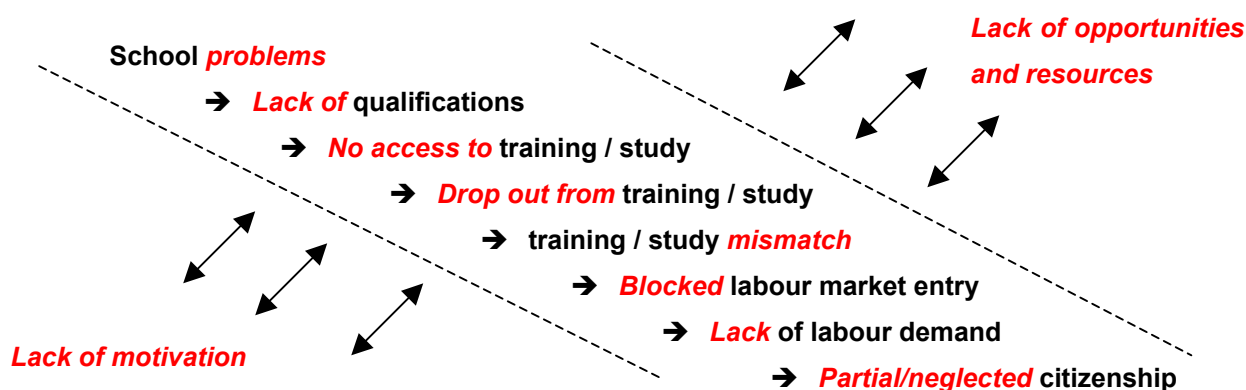 School problems
➔ Lack of qualifications
➔ No access to training / study
➔ Drop out from training / study
➔ training / study mismatch
➔ Blocked labour market entry
➔ Lack of labour demand
➔ Partial/neglected citizenship
Lack of opportunities
and resources
Lack of motivation